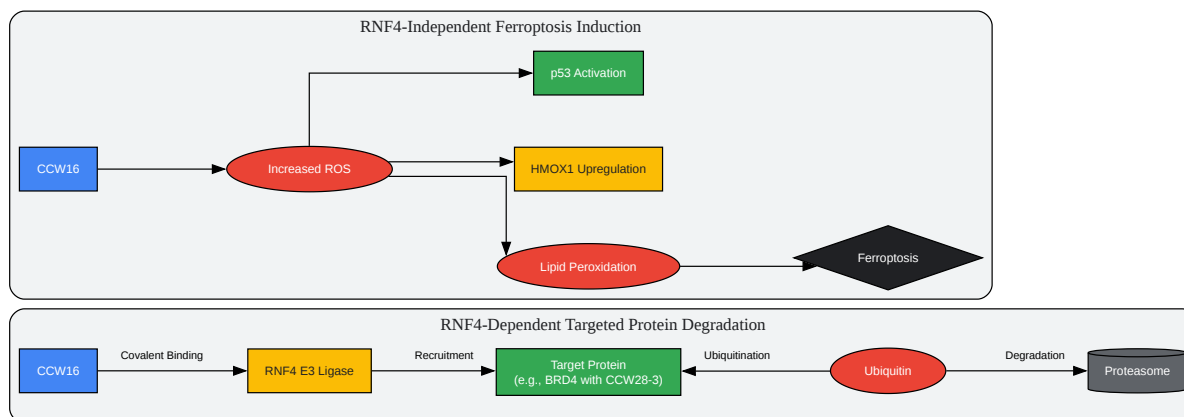 RNF4-Independent Ferroptosis Induction
p53 Activation
CCW16
Increased ROS
HMOX1 Upregulation
Lipid Peroxidation
Ferroptosis
RNF4-Dependent Targeted Protein Degradation
CCW16
Covalent Binding
RNF4 E3 Ligase
Recruitment
Target Protein
(e.g., BRD4 with CCW28-3)
Ubiquitination
Ubiquitin
Degradation
Proteasome